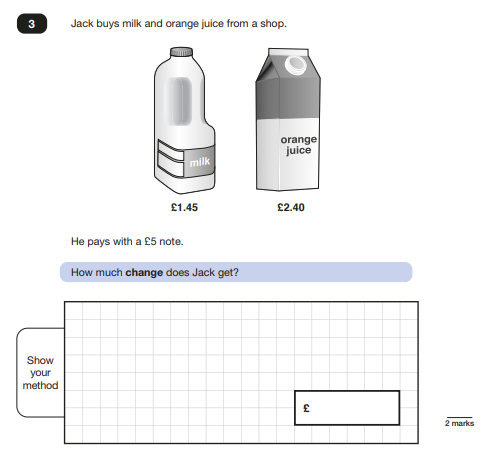 3
Jack buys milk and orange juice from a shop.
milk
orange
juice
£1.45
£2.40
He pays with a £5 note.
How much change does Jack get?
Show
your
method
£
2 marks